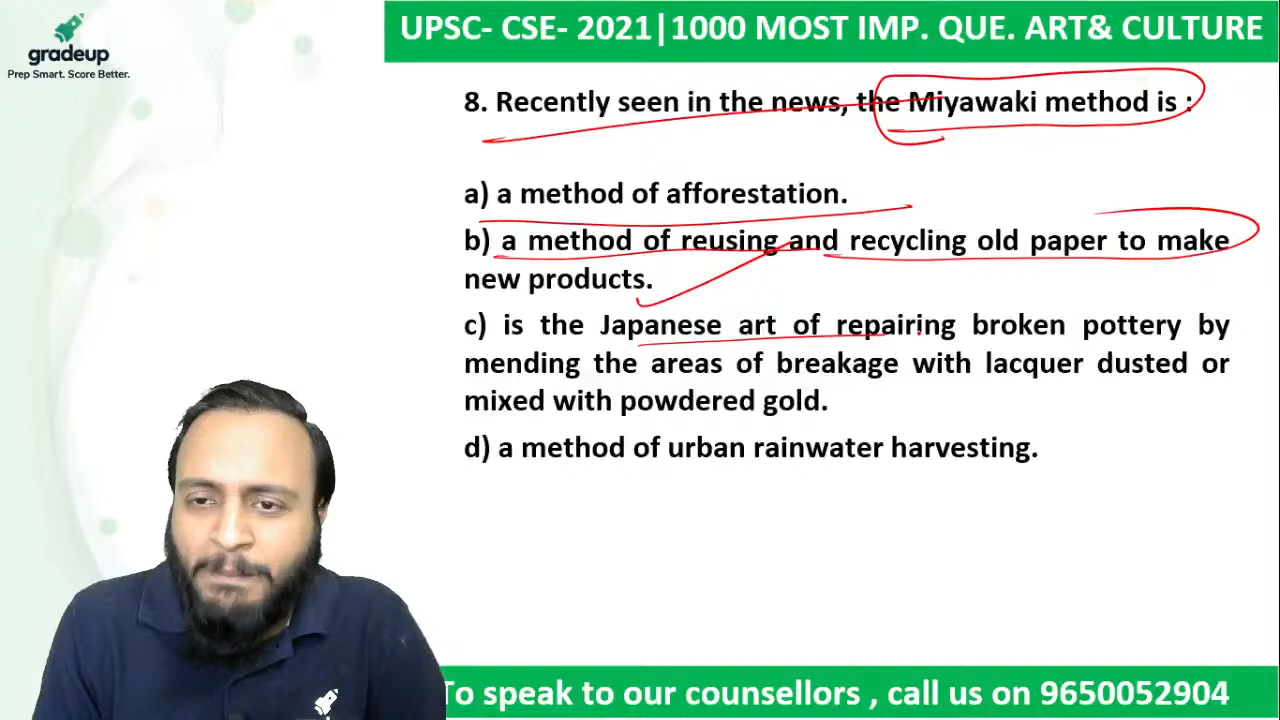 gradeup
Prep Smart. Score Better.
UPSC- CSE- 2021|1000 MOST IMP. QUE. ART& CULTURE
8. Recently seen in the news, the Miyawaki method is :
a) a method of afforestation.
b) a method of reusing and recycling old paper to make
new products.
c) is the Japanese art of repairing broken pottery by
mending the areas of breakage with lacquer dusted or
mixed with powdered gold.
d) a method of urban rainwater harvesting.
To speak to our counsellors , call us on 9650052904